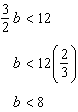 3/2 b < 12
b < 12(2/3)
b < 8